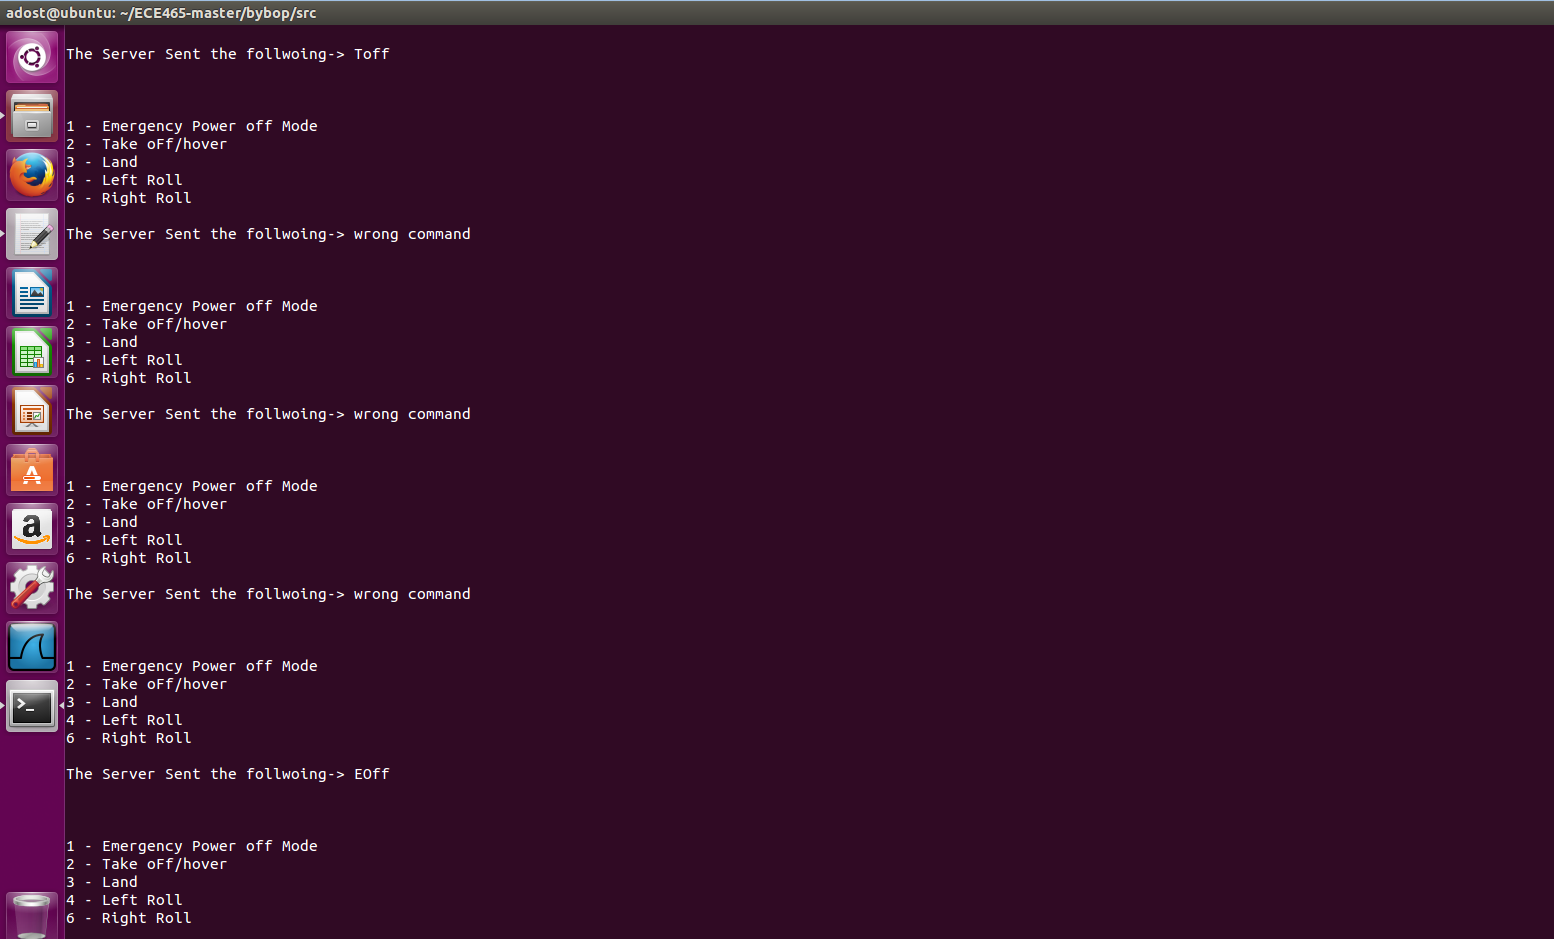 adost@ubuntu: ~/ECE465-master/bybop/src
The Server Sent the follwoing-> Toff
1 - Emergency Power off Mode
2 - Take oFf/hover
3 - Land
4 - Left Roll
6 - Right Roll
The Server Sent the follwoing-> wrong command
1 - Emergency Power off Mode
2 - Take oFf/hover
3 - Land
4 - Left Roll
6 - Right Roll
The Server Sent the follwoing-> wrong command
1 - Emergency Power off Mode
2 - Take oFf/hover
3 - Land
4 - Left Roll
6 - Right Roll
The Server Sent the follwoing-> wrong command
1 - Emergency Power off Mode
2 - Take oFf/hover
3 - Land
4 - Left Roll
6 - Right Roll
The Server Sent the follwoing-> EOff
1 - Emergency Power off Mode
2 - Take oFf/hover
3 - Land
4 - Left Roll
6 - Right Roll